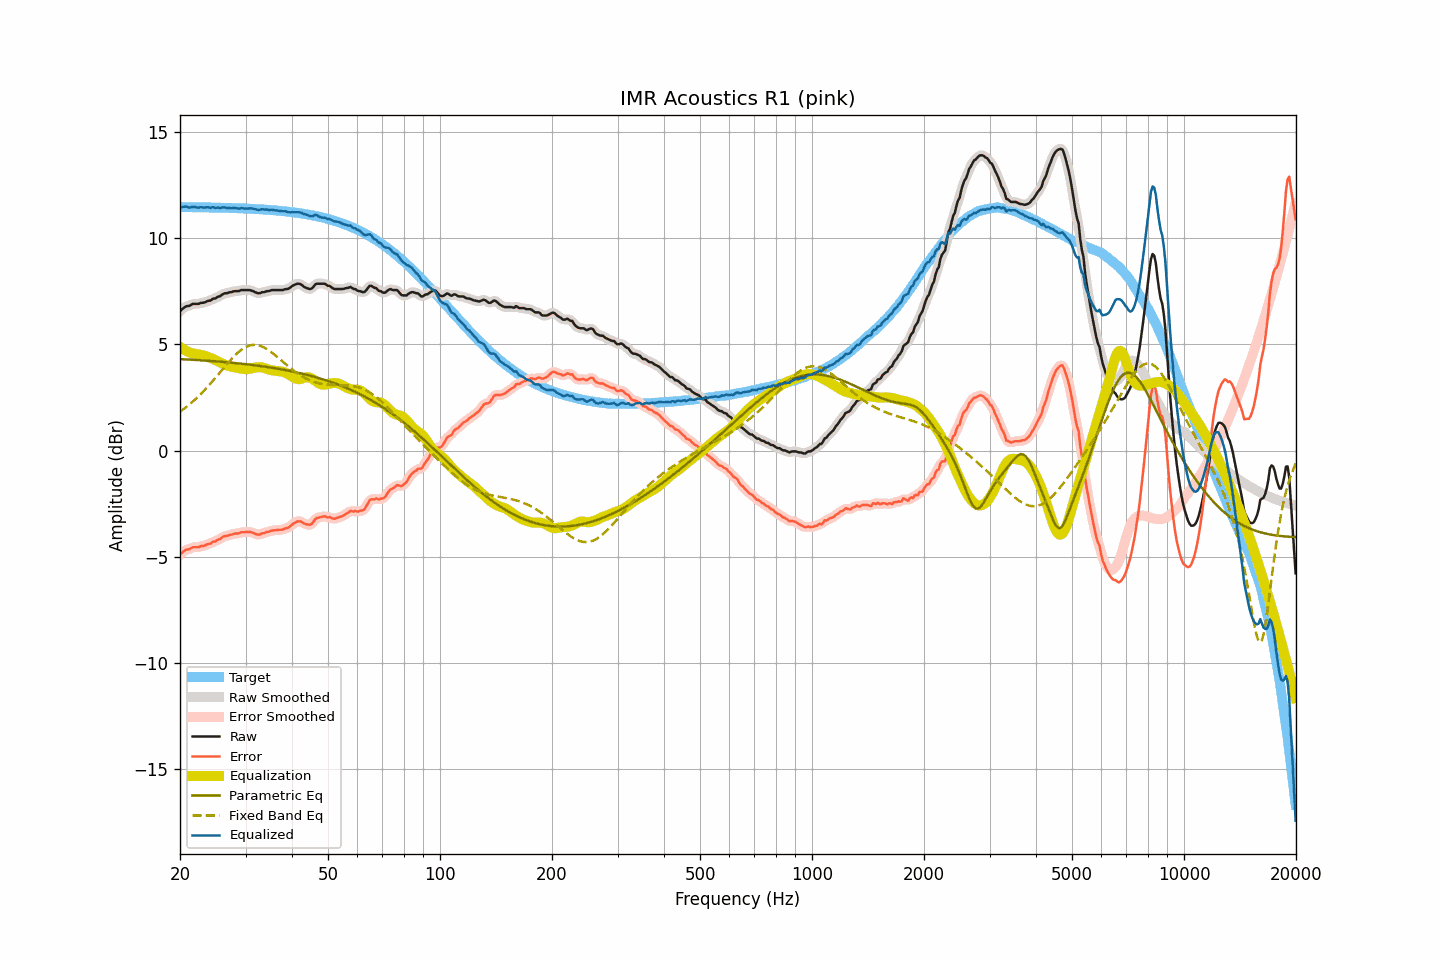 IMR Acoustics R1 (pink)
15
10
5
0
−5
−10
−15
Amplitude (dBr)
Target
Raw Smoothed
Error Smoothed
Raw
Error
Equalization
Parametric Eq
Fixed Band Eq
Equalized
20 50 100 200 500 1000 2000 5000 10000 20000
Frequency (Hz)